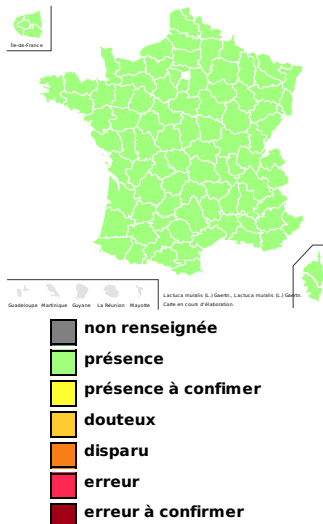 Île-de-France
Guadeloupe Martinique Guyane La Réunion Mayotte
Lactuca muralis (L.) Gaertn., Lactuca muralis (L.) Gaertn.
Carte en cours d'élaboration.
non renseignée
présence
présence à confimer
douteux
disparu
erreur
erreur à confirmer